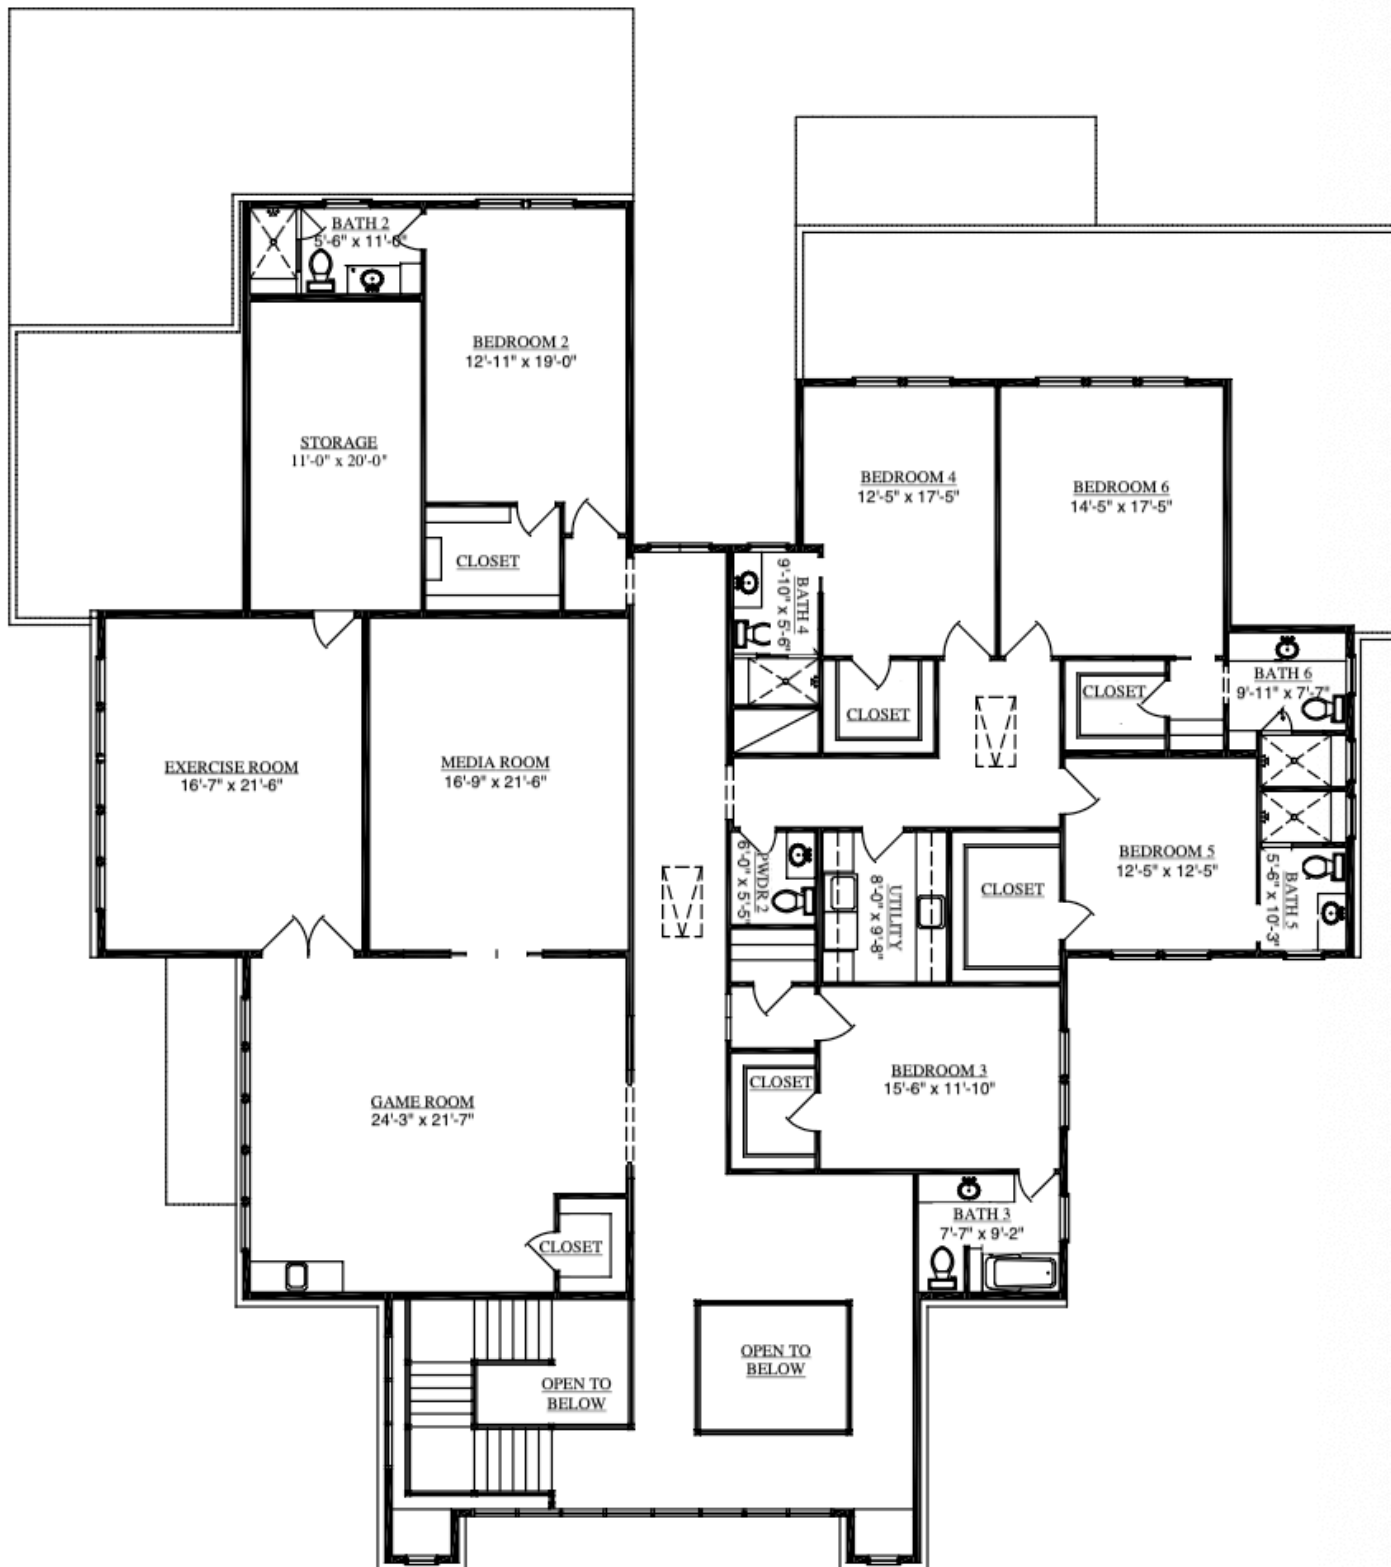 BATH 2
5'-6" x 11'-0"
BEDROOM 2
12'-11" x 19'-0"
STORAGE
11'-0" x 20'-0"
CLOSET
BEDROOM 4
12'-5" x 17'-5"
BEDROOM 6
14'-5" x 17'-5"
BATH 4
9'-10" x 5'-6"
CLOSET
CLOSET
BATH 6
9'-11" x 7'-7"
EXERCISE ROOM
16'-7" x 21'-6"
MEDIA ROOM
16'-9" x 21'-6"
PWDR 2
6'-0" x 5'-5"
UTILITY
8'-0" x 9'-8"
CLOSET
BEDROOM 5
12'-5" x 12'-5"
BATH 5
5'-6" x 10'-3"
GAME ROOM
24'-3" x 21'-7"
CLOSET
BEDROOM 3
15'-6" x 11'-10"
CLOSET
BATH 3
7'-7" x 9'-2"
OPEN TO
BELOW
OPEN TO
BELOW